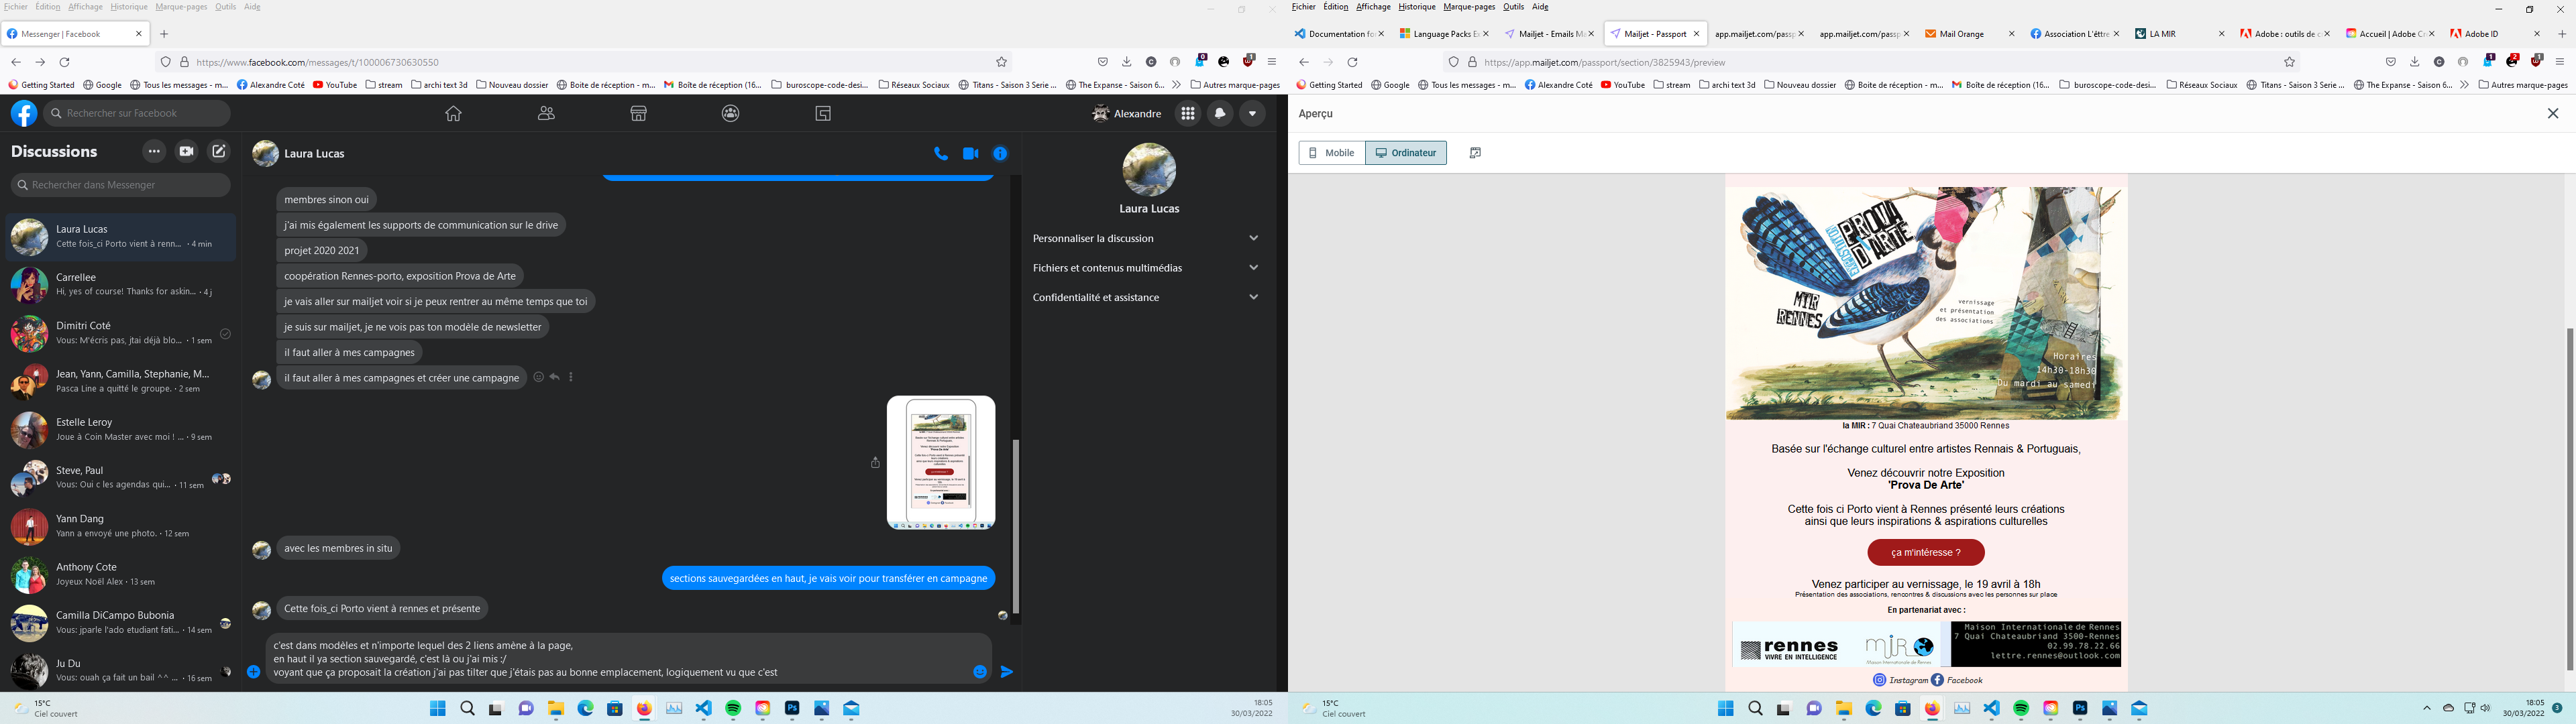 Fichier Édition Affichage Historique Marque-pages Outils Aide
Messenger | Facebook
https://www.facebook.com/messages/t/100006730630550
Getting Started Google Tous les messages - m... Alexandre Coté YouTube stream archi text 3d Nouveau dossier Boite de réception - m... Boîte de réception (16... buroscope-code-desi... Réseaux Sociaux Titans - Saison 3 Serie ... The Expanse - Saison 6... Autres marque-pages
Rechercher sur Facebook
Alexandre
Discussions
Rechercher dans Messenger
Laura Lucas
Cette fois_ci Porto vient à renn... · 4 min
Carrellee
Hi, yes of course! Thanks for askin... · 4 j
Dimitri Coté
Vous: M'écris pas, jtai déjà blo... · 1 sem
Jean, Yann, Camilla, Stephanie, M...
Pasca Line a quitté le groupe. · 2 sem
Estelle Leroy
Joue à Coin Master avec moi ! ... · 9 sem
Steve, Paul
Vous: Oui c les agendas qui... · 11 sem
Yann Dang
Yann a envoyé une photo. · 12 sem
Anthony Cote
Joyeux Noël Alex · 13 sem
Camilla DiCampo Bubonia
Vous: jparle l'ado etudiant fati... · 14 sem
Ju Du
Vous: ouah ça fait un bail ^^ ... · 16 sem
Laura Lucas
membres sinon oui
j'ai mis également les supports de communication sur le drive
projet 2020 2021
coopération Rennes-porto, exposition Prova de Arte
je vais aller sur mailjet voir si je peux rentrer au même temps que toi
je suis sur mailjet, je ne vois pas ton modèle de newsletter
il faut aller à mes campagnes
il faut aller à mes campagnes et créer une campagne
avec les membres in situ
sections sauvegardées en haut, je vais voir pour transférer en campagne
Cette fois_ci Porto vient à rennes et présente
c'est dans modèles et n'importe lequel des 2 liens amène à la page,
en haut il ya section sauvegardé, c'est là ou j'ai mis :/
voyant que ça proposait la création j'ai pas tilter que j'étais pas au bonne emplacement, logiquement vu que c'est
Laura Lucas
Personnaliser la discussion
Fichiers et contenus multimédias
Confidentialité et assistance
15°C
Ciel couvert
18:05
30/03/2022
Fichier Édition Affichage Historique Marque-pages Outils Aide
Documentation fo Language Packs Ex Mailjet - Emails Ma Mailjet - Passport app.mailjet.com/passp app.mailjet.com/passp Mail Orange Association L'êttre LA MIR Adobe : outils de c Accueil | Adobe Cr Adobe ID
https://app.mailjet.com/passport/section/3825943/preview
Getting Started Google Tous les messages - m... Alexandre Coté YouTube stream archi text 3d Nouveau dossier Boite de réception - m... Boîte de réception (16... buroscope-code-desi... Réseaux Sociaux Titans - Saison 3 Serie ... The Expanse - Saison 6... Autres marque-pages
Aperçu
Mobile Ordinateur
PROVA
D'ARTE
MIR
RENNES
vernissage
et présentation
des associations
Horaires
14h30-18h30
Du mardi au samedi
la MIR : 7 Quai Chateaubriand 35000 Rennes
Basée sur l'échange culturel entre artistes Rennais & Portuguais,
Venez découvrir notre Exposition
'Prova De Arte'
Cette fois ci Porto vient à Rennes présenté leurs créations
ainsi que leurs inspirations & aspirations culturelles
ça m'intéresse ?
Venez participer au vernissage, le 19 avril à 18h
Présentation des associations, rencontres & discussions avec les personnes sur place
En partenariat avec :
rennes
VIVRE EN INTELLIGENCE
mir
Maison Internationale de Rennes
Maison Internationale de Rennes
7 Quai Chateaubriand 3500-Rennes
02.99.78.22.66
lettre.rennes@outlook.com
Instagram Facebook
15°C
Ciel couvert
18:05
30/03/2022
3